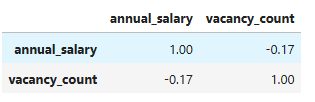 annual_salary vacancy_count
annual_salary 1.00 -0.17
vacancy_count -0.17 1.00